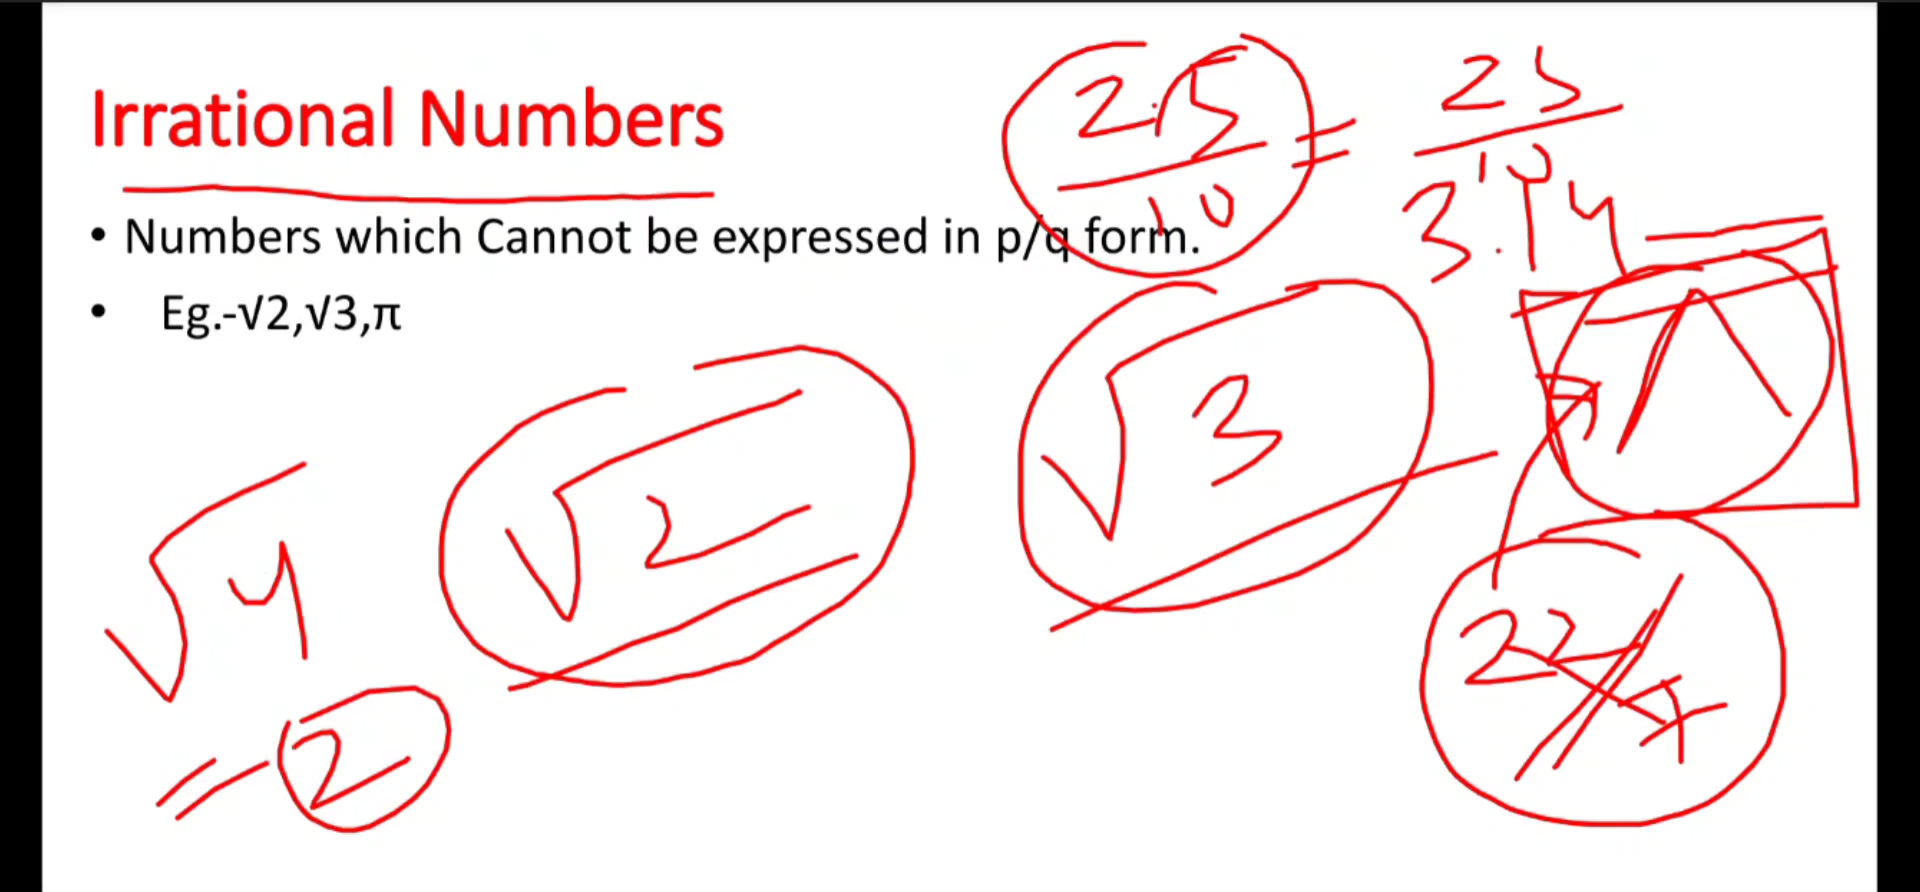 Irrational Numbers
• Numbers which Cannot be expressed in p/q form.
• Eg.-√2,√3,π
2.5/10 = 25/10
3.14
√4
= 2
√2
√3
π
22/7